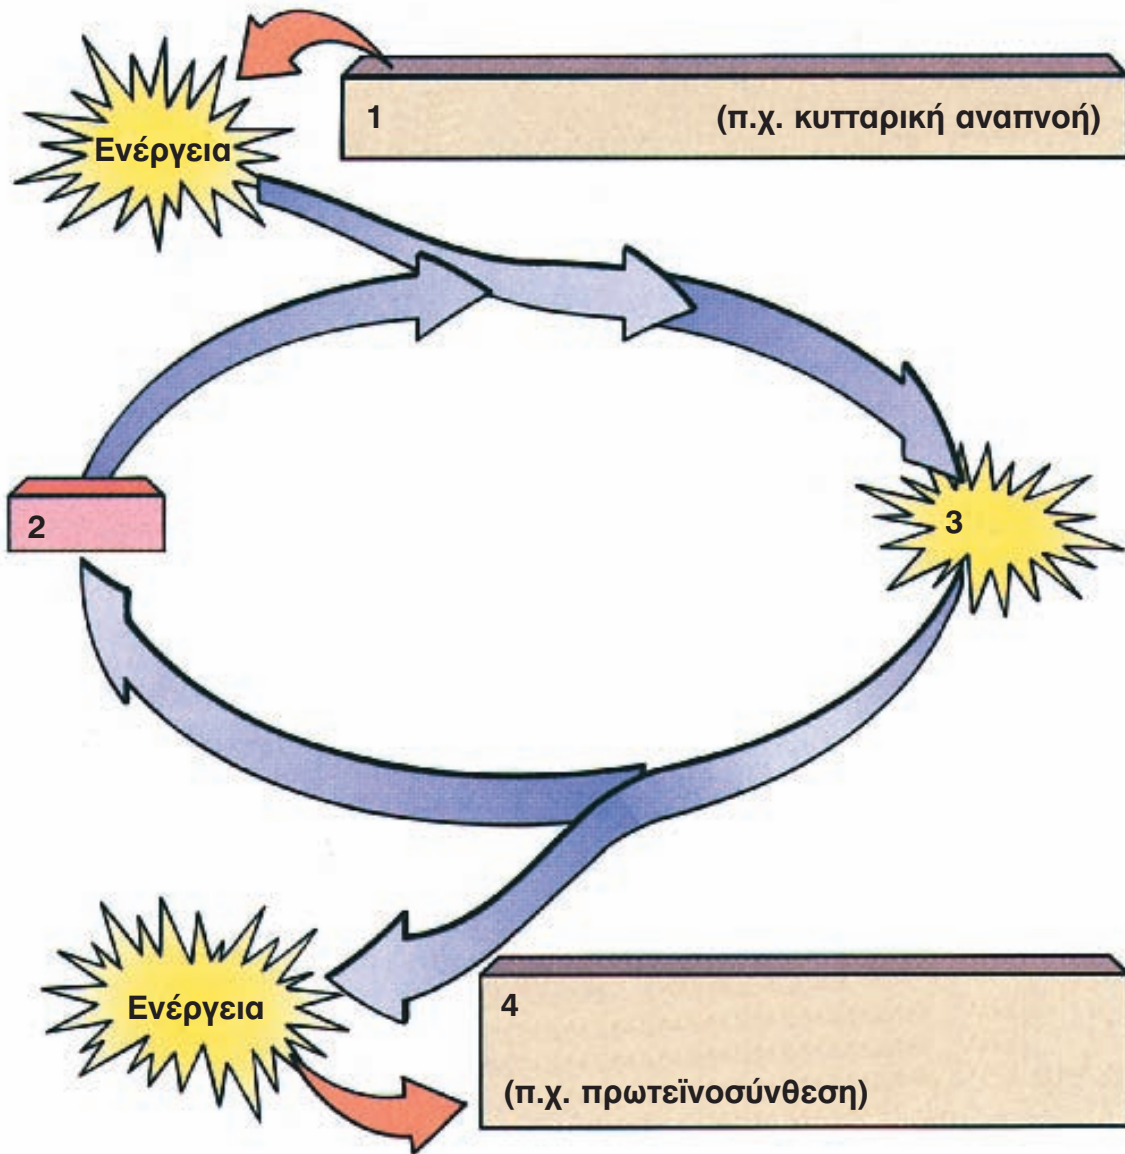 1 (π.χ. κυτταρική αναπνοή)
Ενέργεια
2
3
Ενέργεια
4
(π.χ. πρωτεϊνοσύνθεση)